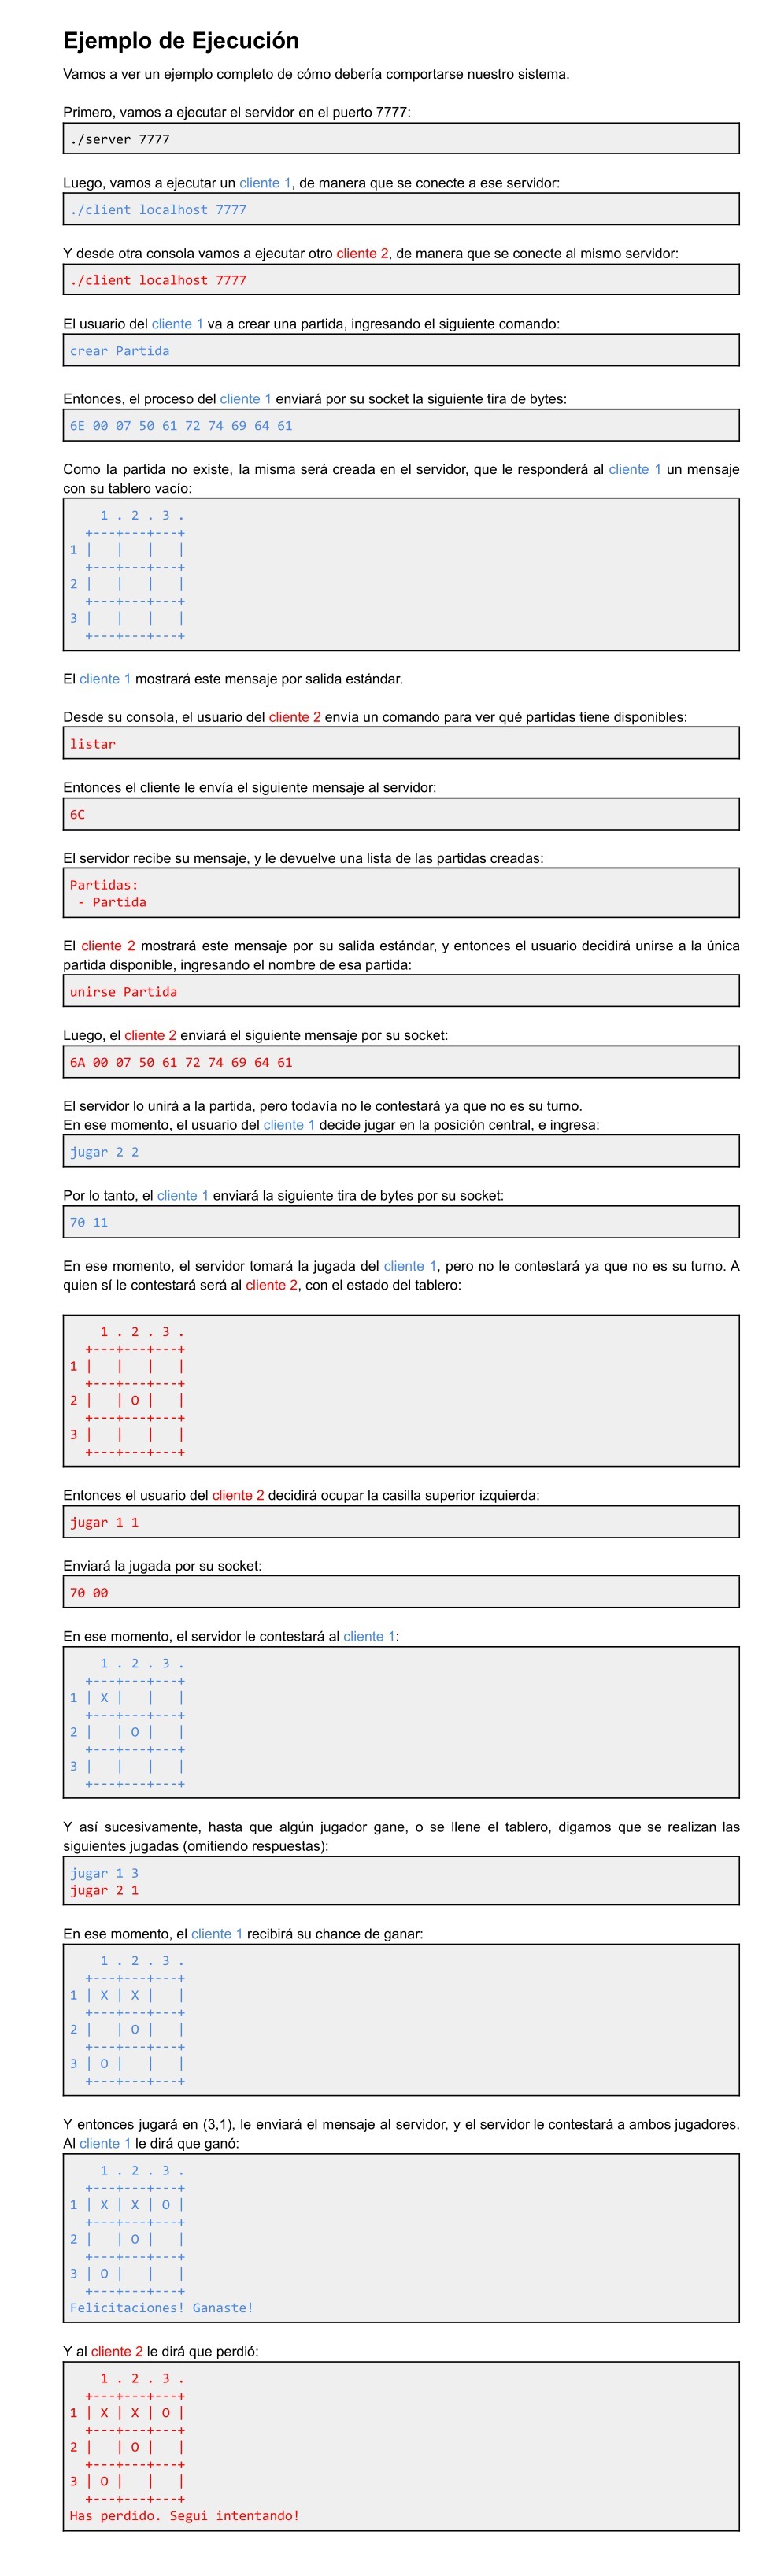 Ejemplo de Ejecución
Vamos a ver un ejemplo completo de cómo debería comportarse nuestro sistema.
Primero, vamos a ejecutar el servidor en el puerto 7777:
./server 7777
Luego, vamos a ejecutar un cliente 1, de manera que se conecte a ese servidor:
./client localhost 7777
Y desde otra consola vamos a ejecutar otro cliente 2, de manera que se conecte al mismo servidor:
./client localhost 7777
El usuario del cliente 1 va a crear una partida, ingresando el siguiente comando:
crear Partida
Entonces, el proceso del cliente 1 enviará por su socket la siguiente tira de bytes:
6E 00 07 50 61 72 74 69 64 61
Como la partida no existe, la misma será creada en el servidor, que le responderá al cliente 1 un mensaje
con su tablero vacío:
    1 . 2 . 3 .
  +---+---+---+
1 |   |   |   |
  +---+---+---+
2 |   |   |   |
  +---+---+---+
3 |   |   |   |
  +---+---+---+
El cliente 1 mostrará este mensaje por salida estándar.
Desde su consola, el usuario del cliente 2 envía un comando para ver qué partidas tiene disponibles:
listar
Entonces el cliente le envía el siguiente mensaje al servidor:
6C
El servidor recibe su mensaje, y le devuelve una lista de las partidas creadas:
Partidas:
 - Partida
El cliente 2 mostrará este mensaje por su salida estándar, y entonces el usuario decidirá unirse a la única
partida disponible, ingresando el nombre de esa partida:
unirse Partida
Luego, el cliente 2 enviará el siguiente mensaje por su socket:
6A 00 07 50 61 72 74 69 64 61
El servidor lo unirá a la partida, pero todavía no le contestará ya que no es su turno.
En ese momento, el usuario del cliente 1 decide jugar en la posición central, e ingresa:
jugar 2 2
Por lo tanto, el cliente 1 enviará la siguiente tira de bytes por su socket:
70 11
En ese momento, el servidor tomará la jugada del cliente 1, pero no le contestará ya que no es su turno. A
quien sí le contestará será al cliente 2, con el estado del tablero:
    1 . 2 . 3 .
  +---+---+---+
1 |   |   |   |
  +---+---+---+
2 |   | O |   |
  +---+---+---+
3 |   |   |   |
  +---+---+---+
Entonces el usuario del cliente 2 decidirá ocupar la casilla superior izquierda:
jugar 1 1
Enviará la jugada por su socket:
70 00
En ese momento, el servidor le contestará al cliente 1:
    1 . 2 . 3 .
  +---+---+---+
1 | X |   |   |
  +---+---+---+
2 |   | O |   |
  +---+---+---+
3 |   |   |   |
  +---+---+---+
Y así sucesivamente, hasta que algún jugador gane, o se llene el tablero, digamos que se realizan las
siguientes jugadas (omitiendo respuestas):
jugar 1 3
jugar 2 1
En ese momento, el cliente 1 recibirá su chance de ganar:
    1 . 2 . 3 .
  +---+---+---+
1 | X | X |   |
  +---+---+---+
2 |   | O |   |
  +---+---+---+
3 | O |   |   |
  +---+---+---+
Y entonces jugará en (3,1), le enviará el mensaje al servidor, y el servidor le contestará a ambos jugadores.
Al cliente 1 le dirá que ganó:
    1 . 2 . 3 .
  +---+---+---+
1 | X | X | O |
  +---+---+---+
2 |   | O |   |
  +---+---+---+
3 | O |   |   |
  +---+---+---+
Felicitaciones! Ganaste!
Y al cliente 2 le dirá que perdió:
    1 . 2 . 3 .
  +---+---+---+
1 | X | X | O |
  +---+---+---+
2 |   | O |   |
  +---+---+---+
3 | O |   |   |
  +---+---+---+
Has perdido. Segui intentando!